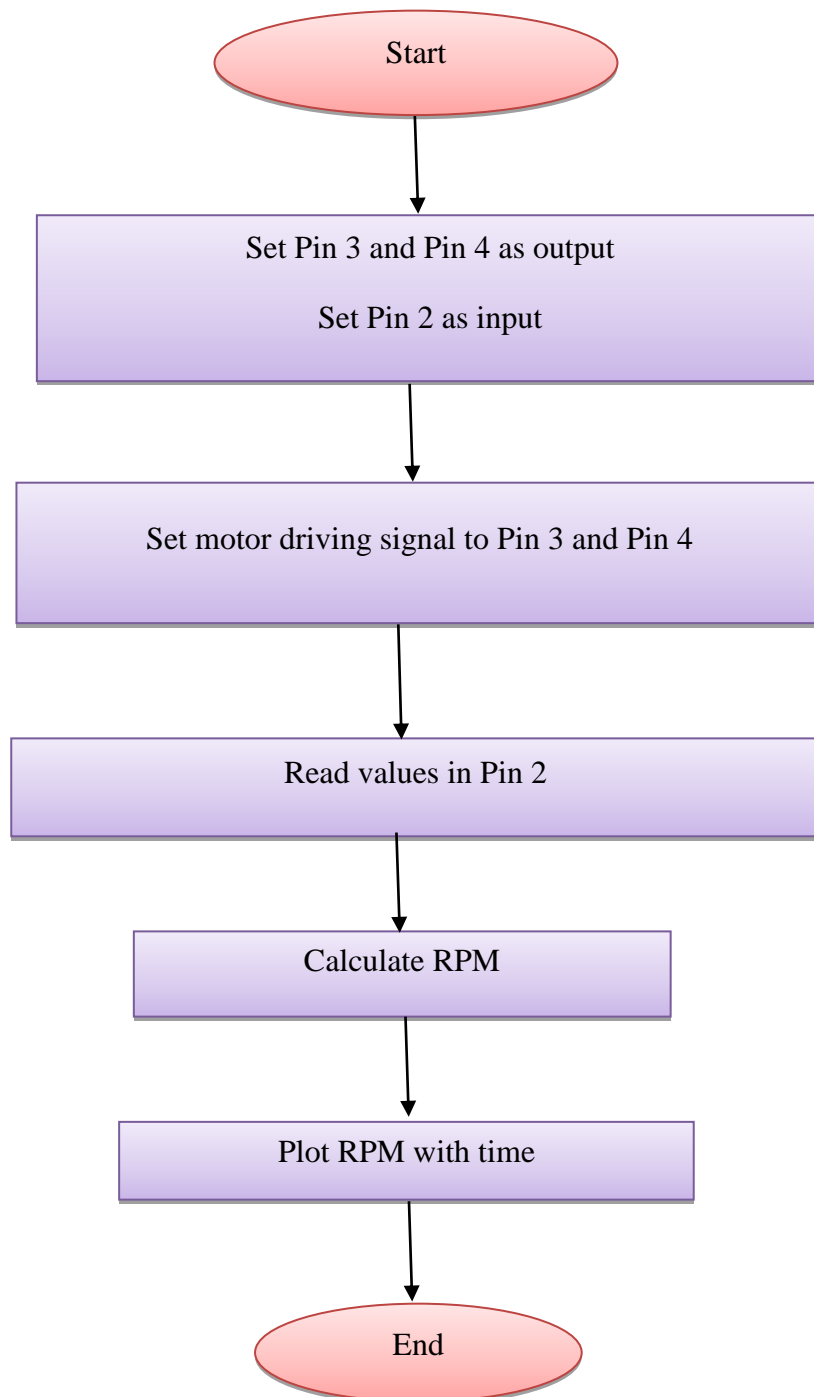 Start
Set Pin 3 and Pin 4 as output
Set Pin 2 as input
Set motor driving signal to Pin 3 and Pin 4
Read values in Pin 2
Calculate RPM
Plot RPM with time
End